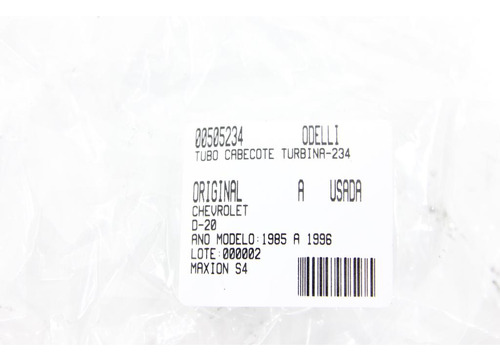 00505234 ODELLI
TUBO CABECOTE TURBINA-234
ORIGINAL A USADA
CHEVROLET
D-20
ANO MODELO:1985 A 1996
LOTE:000002
MAXION S4